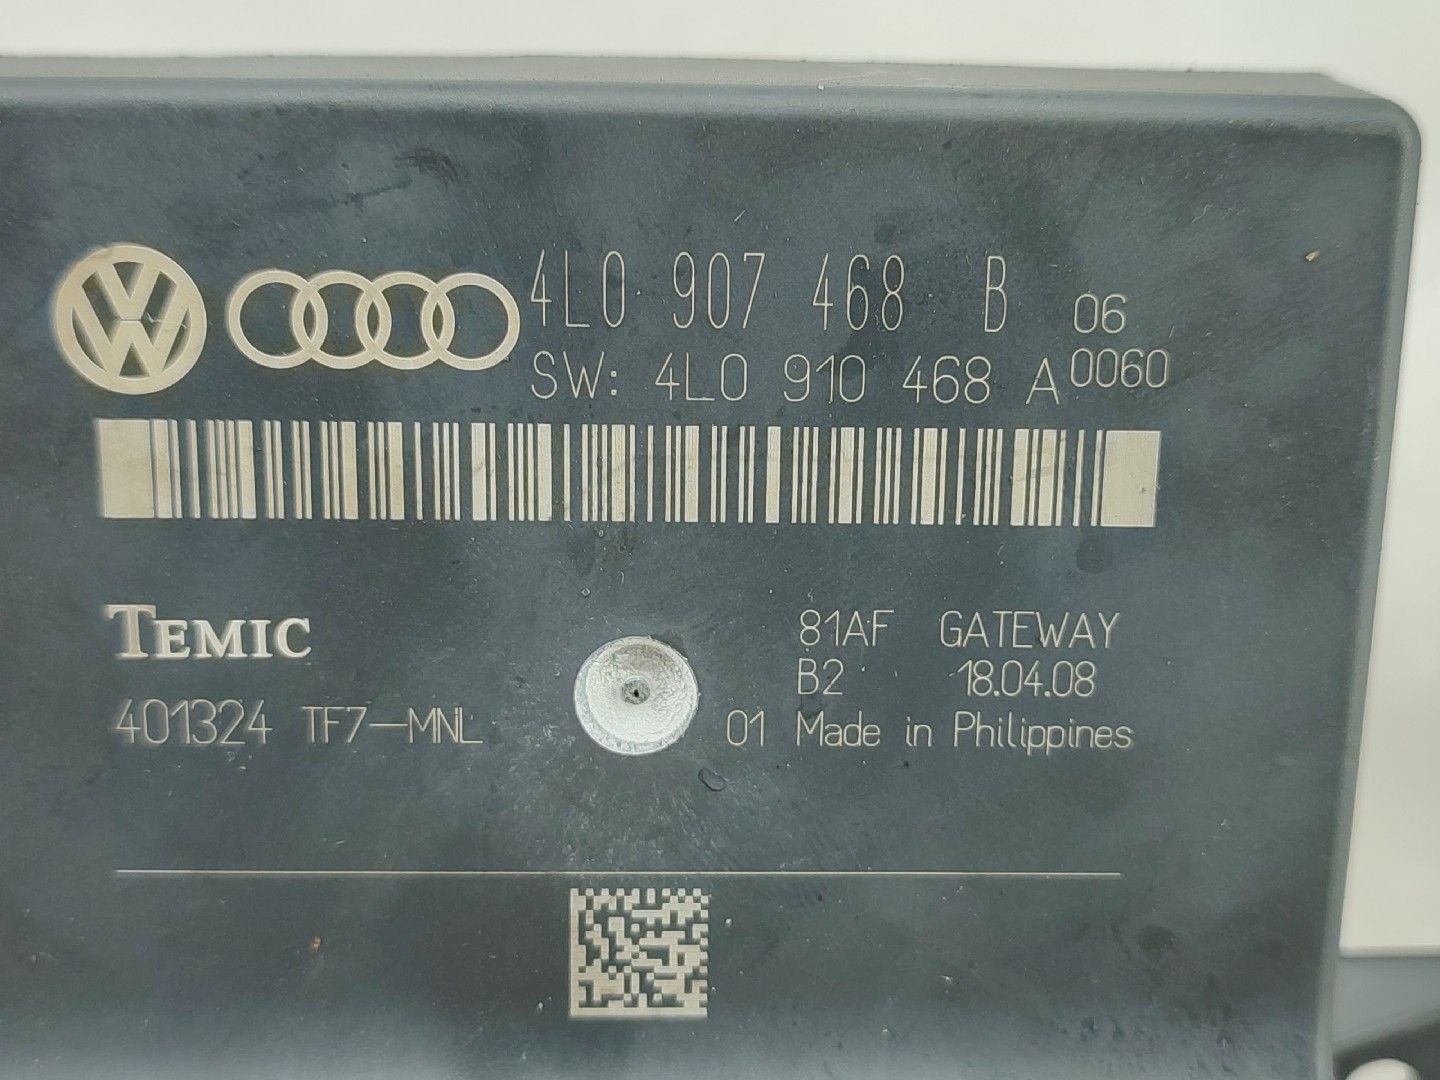 4L0 907 468 B 06
SW: 4L0 910 468 A 0060
TEMIC
401324 TF7-MNL
81AF GATEWAY
B2 18.04.08
01 Made in Philippines